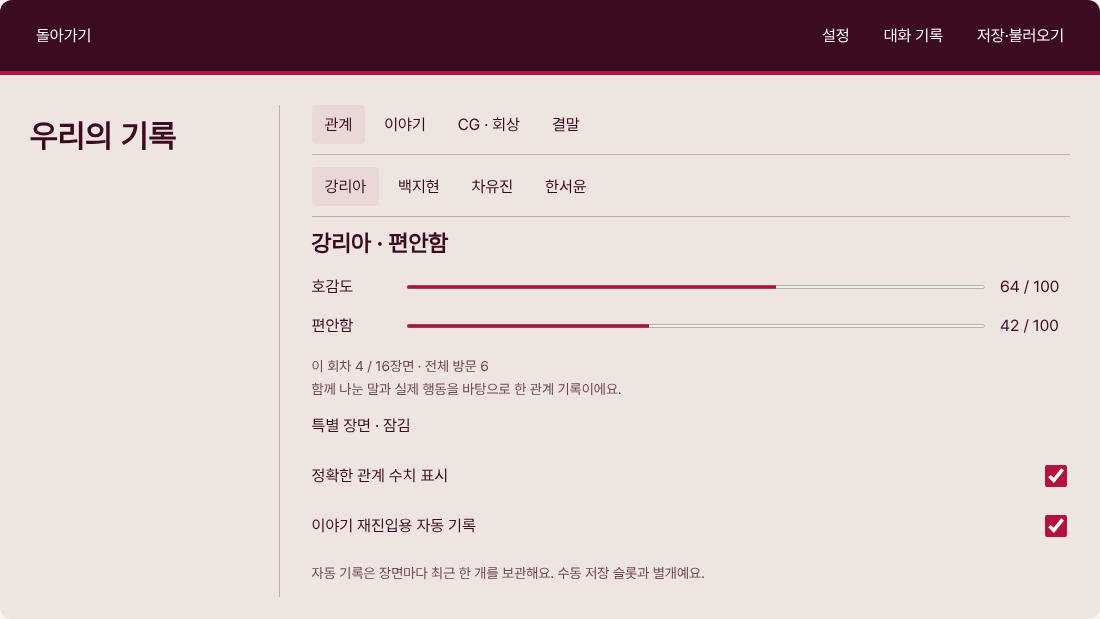 돌아가기
설정
대화 기록
저장·불러오기
우리의 기록
관계
이야기
CG · 회상
결말
강리아
백지현
차유진
한서윤
강리아 · 편안함
호감도
64 / 100
편안함
42 / 100
이 회차 4 / 16장면 · 전체 방문 6
함께 나눈 말과 실제 행동을 바탕으로 한 관계 기록이에요.
특별 장면 · 잠김
정확한 관계 수치 표시
이야기 재진입용 자동 기록
자동 기록은 장면마다 최근 한 개를 보관해요. 수동 저장 슬롯과 별개예요.